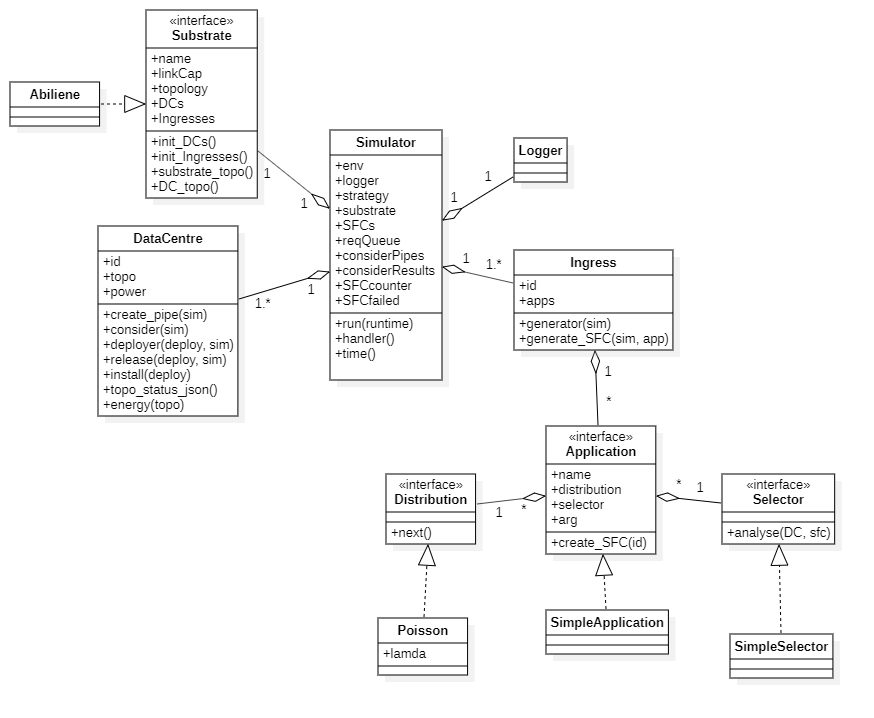 «interface»
Substrate
+name
+linkCap
+topology
+DCs
+Ingresses
+init_DCs()
+init_Ingresses()
+substrate_topo()
+DC_topo()
Abiliene
1
1
Simulator
+env
+logger
+strategy
+substrate
+SFCs
+reqQueue
+considerPipes
+considerResults
+SFCcounter
+SFCfailed
+run(runtime)
+handler()
+time()
Logger
1
1
DataCentre
+id
+topo
+power
+create_pipe(sim)
+consider(sim)
+deployer(deploy, sim)
+release(deploy, sim)
+install(deploy)
+topo_status_json()
+energy(topo)
1.*
1
1
1.*
Ingress
+id
+apps
+generator(sim)
+generate_SFC(sim, app)
1
*
«interface»
Application
+name
+distribution
+selector
+arg
+create_SFC(id)
«interface»
Distribution
+next()
1
*
*
1
«interface»
Selector
+analyse(DC, sfc)
Poisson
+lamda
SimpleApplication
SimpleSelector